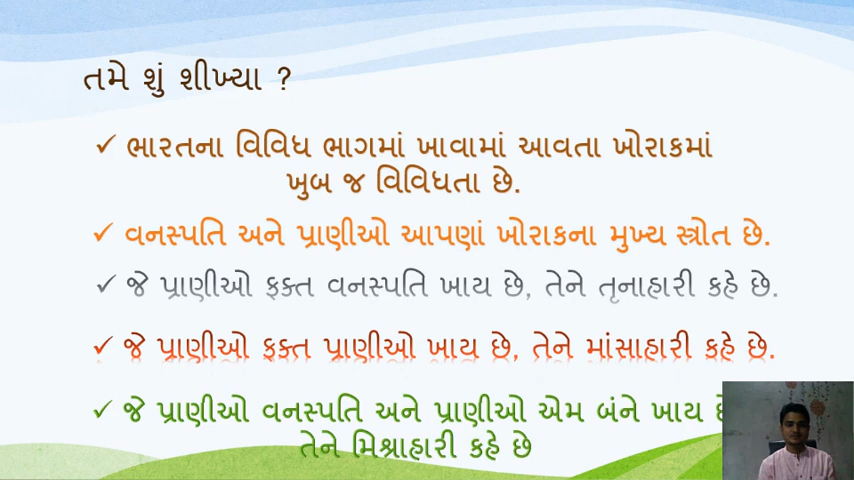 તમે શું શીખ્યા ?
✓ ભારતના વિવિધ ભાગમાં ખાવામાં આવતા ખોરાકમાં
ખુબ જ વિવિધતા છે.
✓ વનસ્પતિ અને પ્રાણીઓ આપણાં ખોરાકના મુખ્ય સ્ત્રોત છે.
✓ જે પ્રાણીઓ ફક્ત વનસ્પતિ ખાય છે, તેને તૃનાહારી કહે છે.
✓ જે પ્રાણીઓ ફક્ત પ્રાણીઓ ખાય છે, તેને માંસાહારી કહે છે.
✓ જે પ્રાણીઓ વનસ્પતિ અને પ્રાણીઓ એમ બંને ખાય
તેને મિશ્રાહારી કહે છે